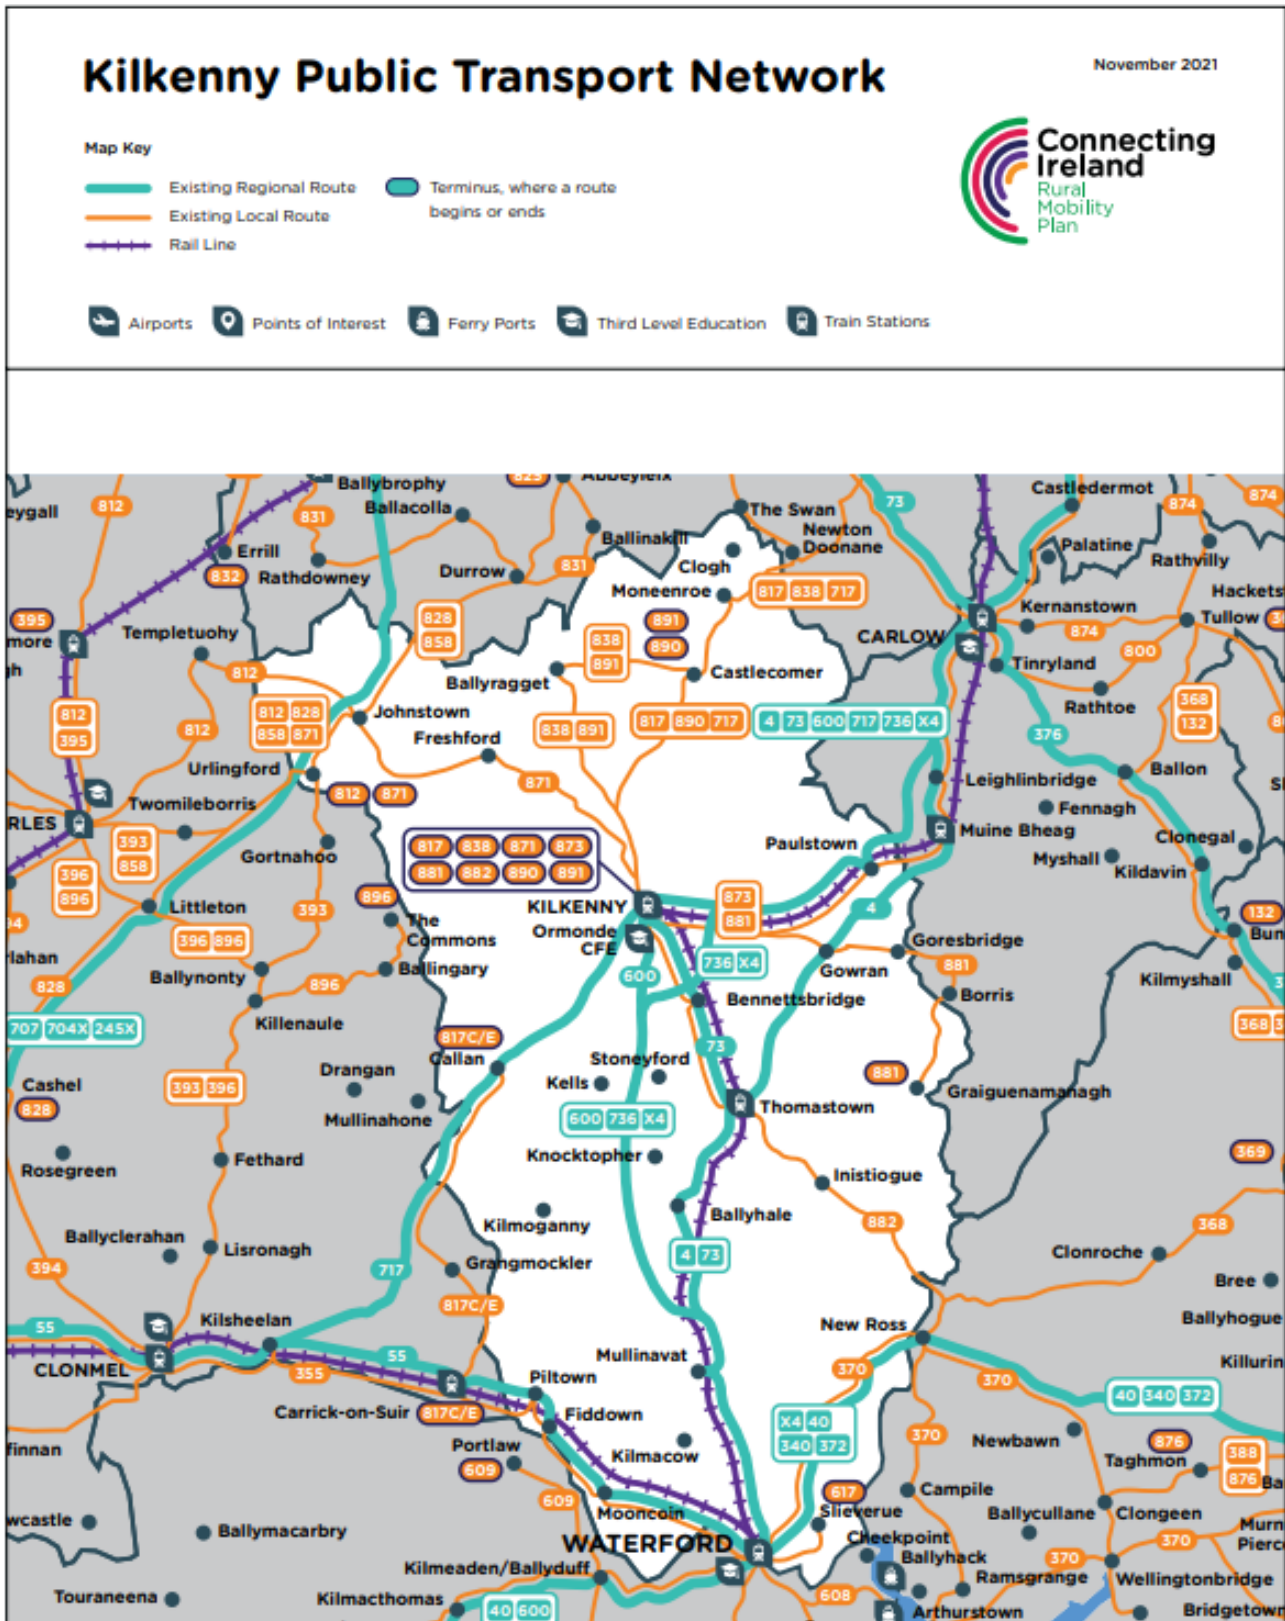 Kilkenny Public Transport Network
November 2021
Map Key
Existing Regional Route
Terminus, where a route
begins or ends
Existing Local Route
Rail Line
Connecting
Ireland
Rural
Mobility
Plan
Airports
Points of Interest
Ferry Ports
Third Level Education
Train Stations
Ballybrophy
Ballacolla
The Swan
Newton
Doonane
73
Castledermot
874
874
812
831
Errill
832
Rathdowney
Durrow
831
Ballinakill
Clogh
Moneenroe
817 838 717
Palatine
Rathvilly
395
Templetuohy
828
858
838
891
891
890
CARLOW
Kernanstown
874
Tullow
812
Ballyragget
Castlecomer
Tinryland
800
Rathtoe
812
395
812
812 828
858 871
Johnstown
Freshford
838 891
817 890 717
4 73 600 717 736 X4
376
368
132
Urlingford
812
871
871
Leighlinbridge
Ballon
Twomileborris
Fennagh
393
858
Gortnahoo
817 838 871 873
881 882 890 891
Paulstown
Muine Bheag
Myshall
Clonegal
Kildavin
396
896
Littleton
393
896
The
Commons
KILKENNY
Ormonde
CFE
873
881
4
132
396 896
Goresbridge
Ballynonty
Ballingary
600
736 X4
Gowran
881
Kilmyshall
828
896
Bennettsbridge
Borris
707 704X 245X
Killenaule
817C/E
Callan
73
Drangan
Stoneyford
Kells
881
Graiguenamanagh
Cashel
828
393 396
Mullinahone
600 736 X4
Thomastown
Rosegreen
Fethard
Knocktopher
Inistiogue
369
Kilmoganny
Ballyhale
882
368
Ballyclerahan
Lisronagh
Grangmockler
4 73
Clonroche
394
717
Bree
55
Kilsheelan
817C/E
New Ross
Ballyhogue
CLONMEL
55
355
Mullinavat
370
370
Piltown
40 340 372
Carrick-on-Suir
817C/E
Fiddown
X4 40
340 372
370
Newbawn
876
Taghmon
388
876
Portlaw
609
Kilmacow
617
Slieverue
Campile
609
Mooncoin
Ballycullane
Clongeen
Ballymacarbry
WATERFORD
Cheekpoint
Ballyhack
370
370
Kilmeaden/Ballyduff
Ramsgrange
Wellingtonbridge
Touraneena
Kilmacthomas
40 600
608
Arthurstown